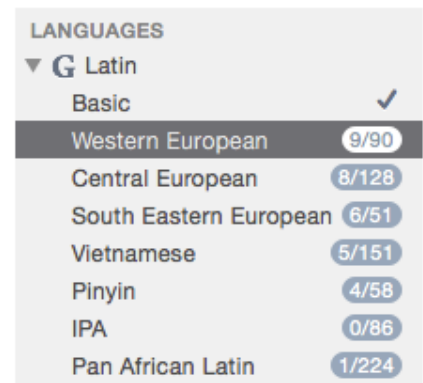 LANGUAGES
G Latin
Basic
Western European 9/90
Central European 8/128
South Eastern European 6/51
Vietnamese 5/151
Pinyin 4/58
IPA 0/86
Pan African Latin 1/224